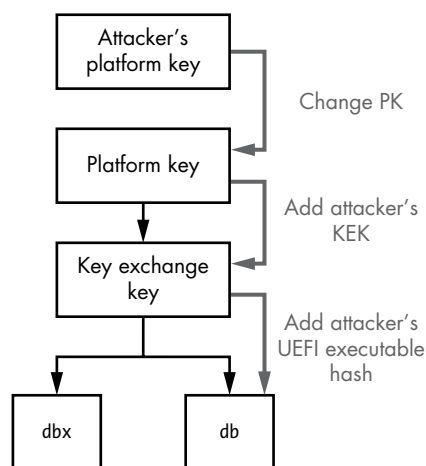 Attacker's
platform key
Change PK
Platform key
Add attacker's
KEK
Key exchange
key
Add attacker's
UEFI executable
hash
dbx
db